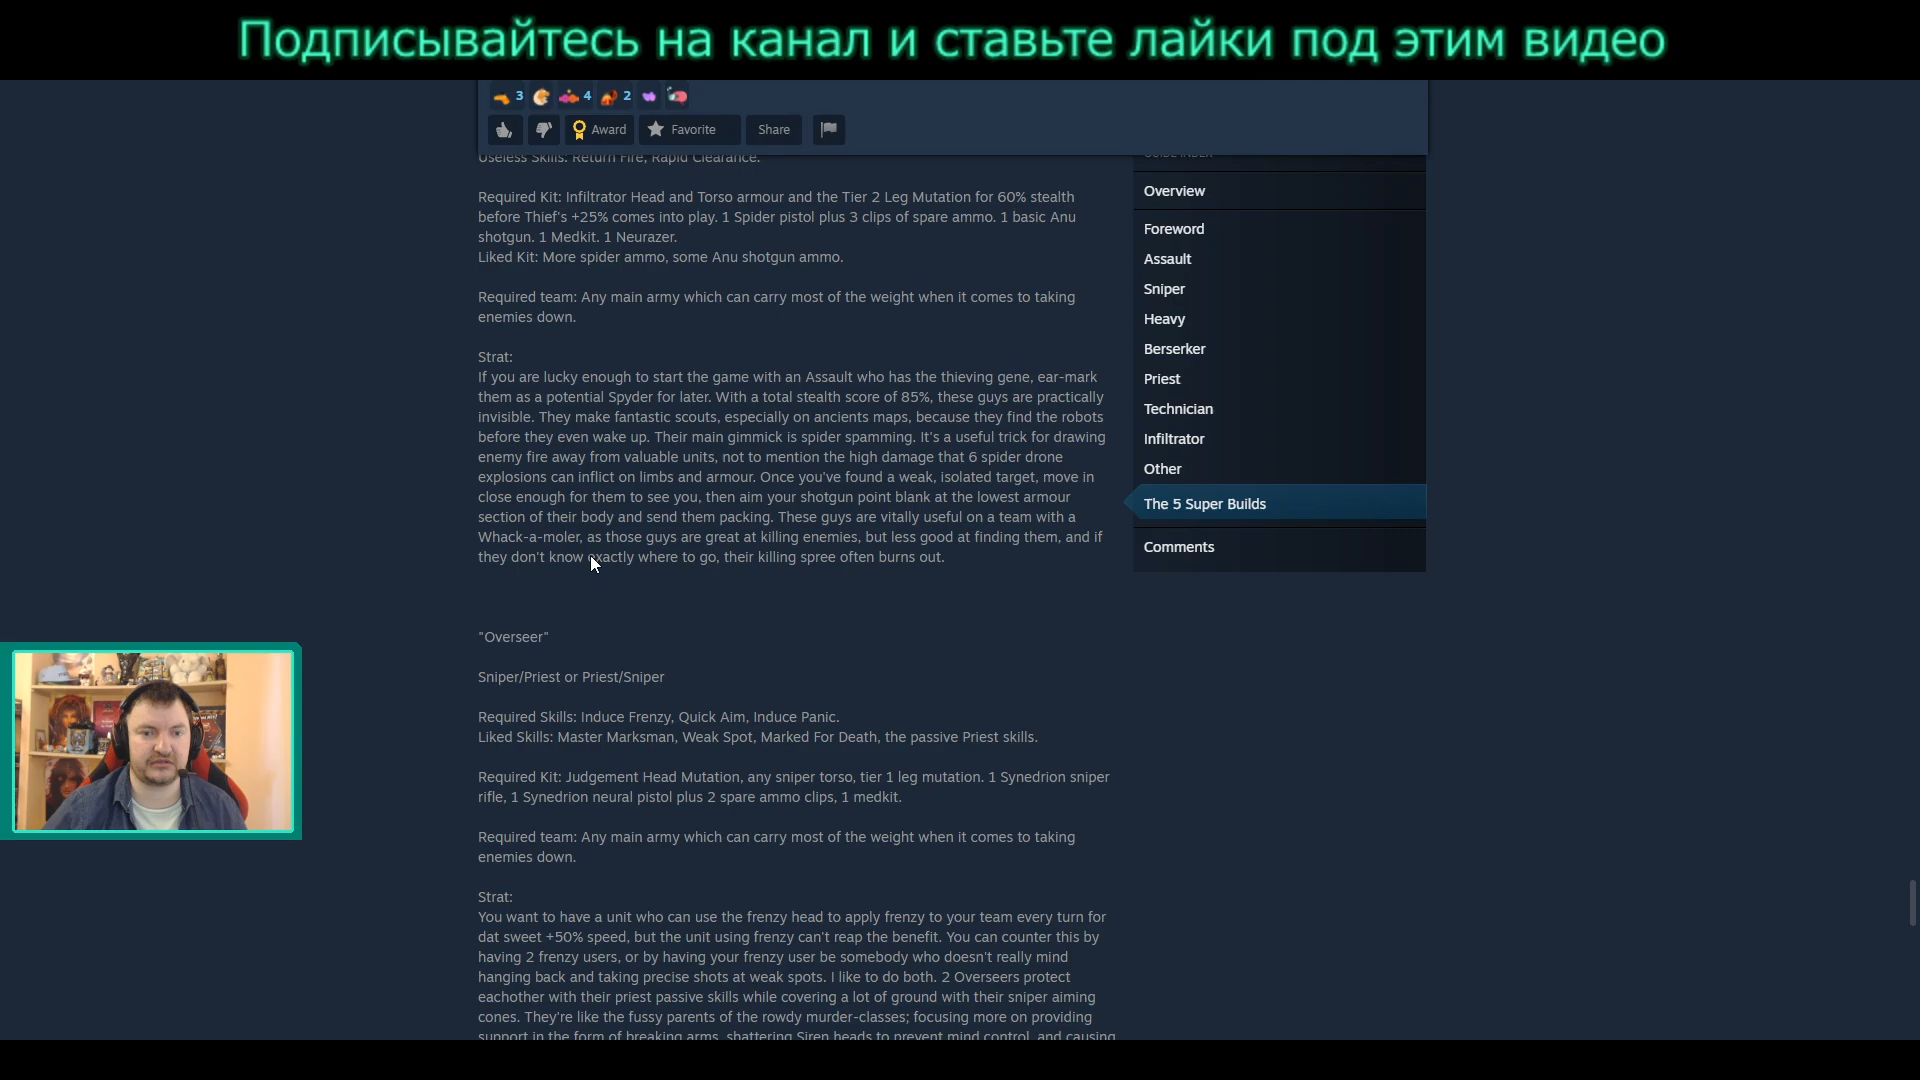 Подписывайтесь на канал и ставьте лайки под этим видео
3 4 2
Award Favorite Share
Useless Skills: Return Fire, Rapid Clearance.
Required Kit: Infiltrator Head and Torso armour and the Tier 2 Leg Mutation for 60% stealth
before Thief's +25% comes into play. 1 Spider pistol plus 3 clips of spare ammo. 1 basic Anu
shotgun. 1 Medkit. 1 Neurazer.
Liked Kit: More spider ammo, some Anu shotgun ammo.
Required team: Any main army which can carry most of the weight when it comes to taking
enemies down.
Strat:
If you are lucky enough to start the game with an Assault who has the thieving gene, ear-mark
them as a potential Spyder for later. With a total stealth score of 85%, these guys are practically
invisible. They make fantastic scouts, especially on ancients maps, because they find the robots
before they even wake up. Their main gimmick is spider spamming. It's a useful trick for drawing
enemy fire away from valuable units, not to mention the high damage that 6 spider drone
explosions can inflict on limbs and armour. Once you've found a weak, isolated target, move in
close enough for them to see you, then aim your shotgun point blank at the lowest armour
section of their body and send them packing. These guys are vitally useful on a team with a
Whack-a-moler, as those guys are great at killing enemies, but less good at finding them, and if
they don't know exactly where to go, their killing spree often burns out.
"Overseer"
Sniper/Priest or Priest/Sniper
Required Skills: Induce Frenzy, Quick Aim, Induce Panic.
Liked Skills: Master Marksman, Weak Spot, Marked For Death, the passive Priest skills.
Required Kit: Judgement Head Mutation, any sniper torso, tier 1 leg mutation. 1 Synedrion sniper
rifle, 1 Synedrion neural pistol plus 2 spare ammo clips, 1 medkit.
Required team: Any main army which can carry most of the weight when it comes to taking
enemies down.
Strat:
You want to have a unit who can use the frenzy head to apply frenzy to your team every turn for
dat sweet +50% speed, but the unit using frenzy can't reap the benefit. You can counter this by
having 2 frenzy users, or by having your frenzy user be somebody who doesn't really mind
hanging back and taking precise shots at weak spots. I like to do both. 2 Overseers protect
eachother with their priest passive skills while covering a lot of ground with their sniper aiming
cones. They're like the fussy parents of the rowdy murder-classes; focusing more on providing
support in the form of breaking arms, shattering Siren heads to prevent mind control, and causing
GUIDE INDEX
Overview
Foreword
Assault
Sniper
Heavy
Berserker
Priest
Technician
Infiltrator
Other
The 5 Super Builds
Comments